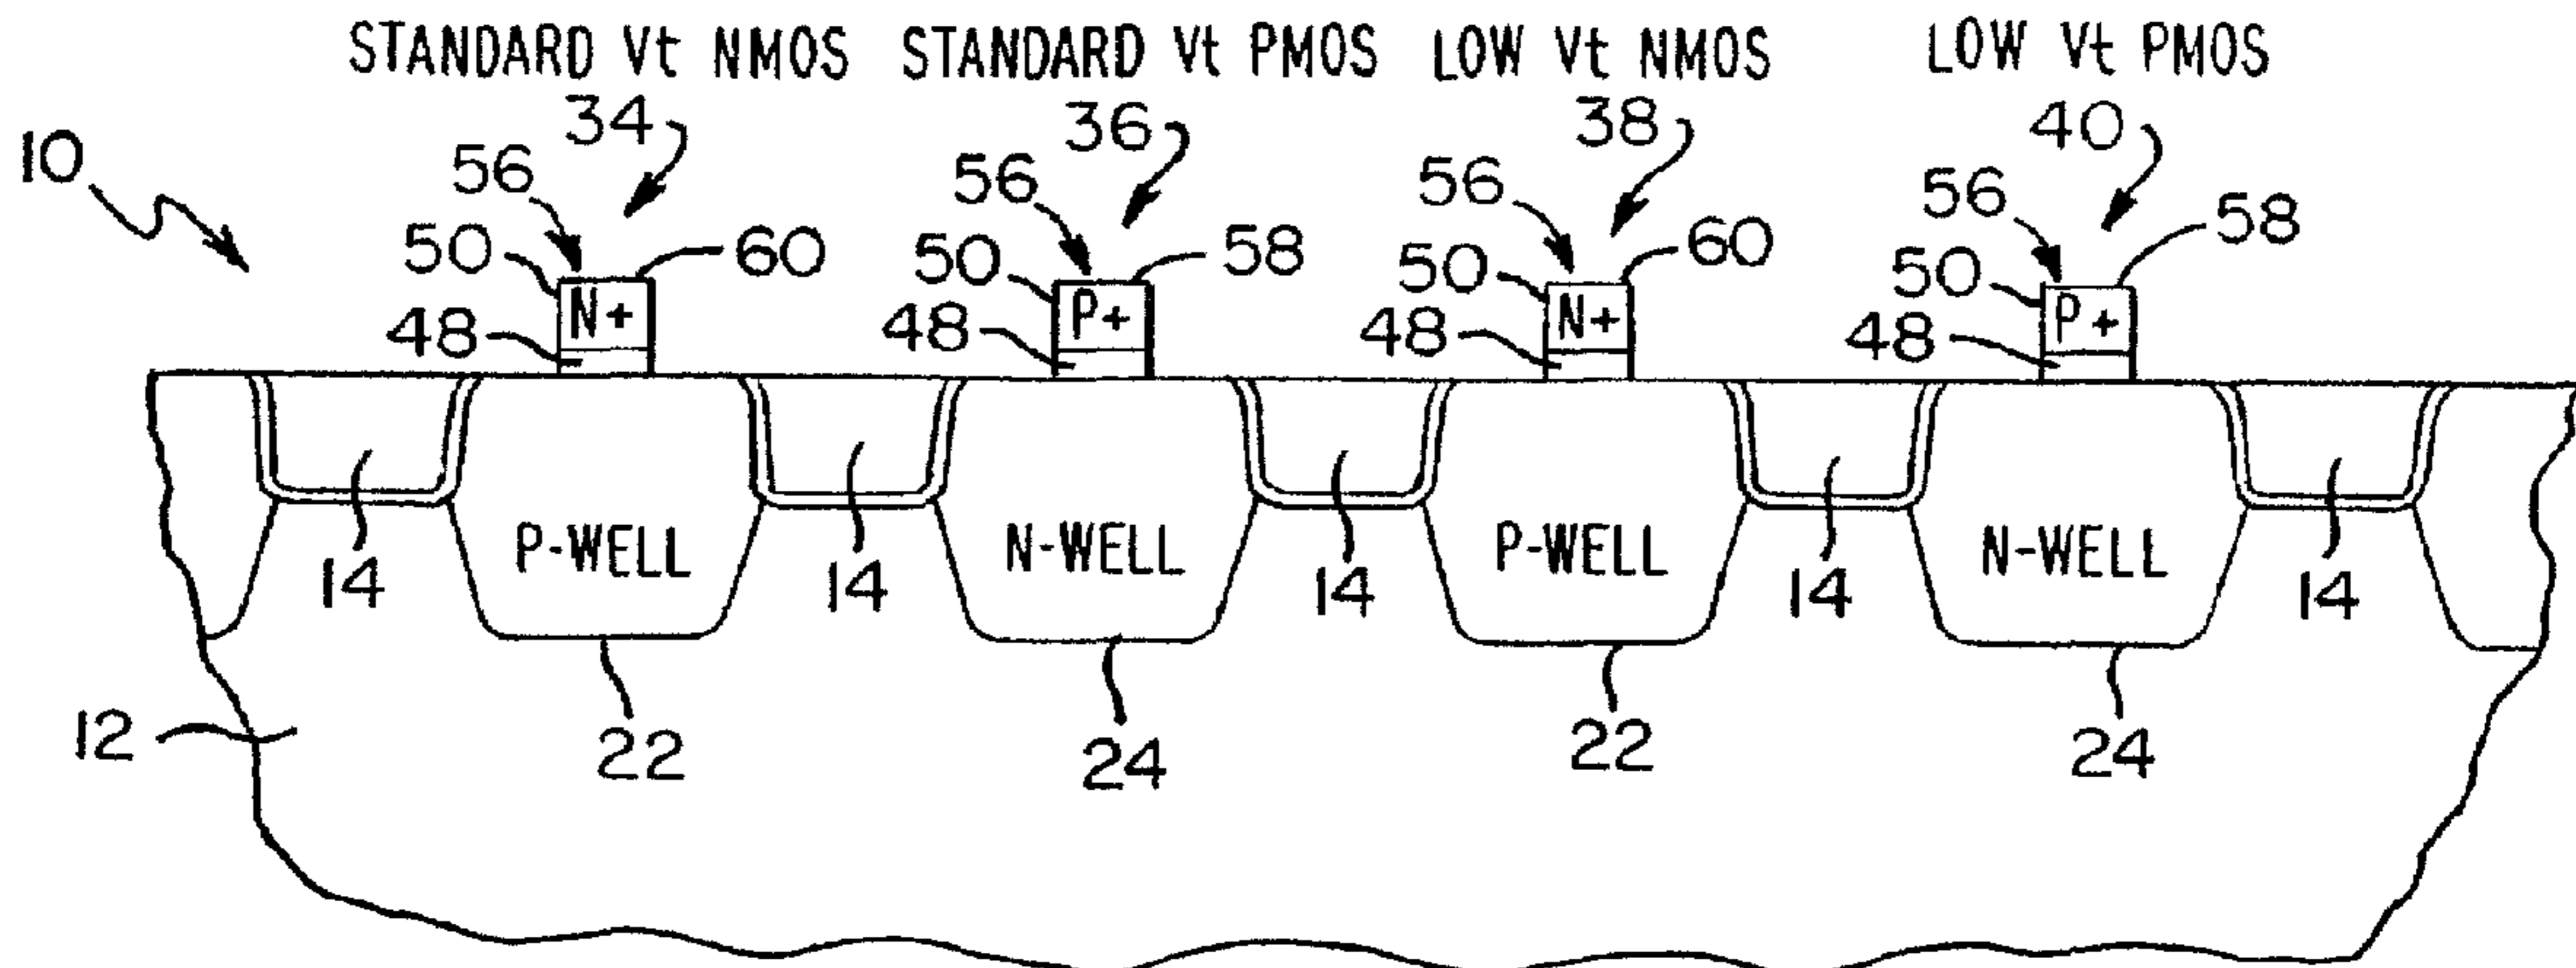 STANDARD Vt NMOS STANDARD Vt PMOS LOW Vt NMOS LOW Vt PMOS
34 36 38 40
10
56 56 56 56
50 60 50 58 50 60 50 58
N+ P+ N+ P+
48 48 48 48
P-WELL N-WELL P-WELL N-WELL
14 14 14 14 14
12 22 24 22 24